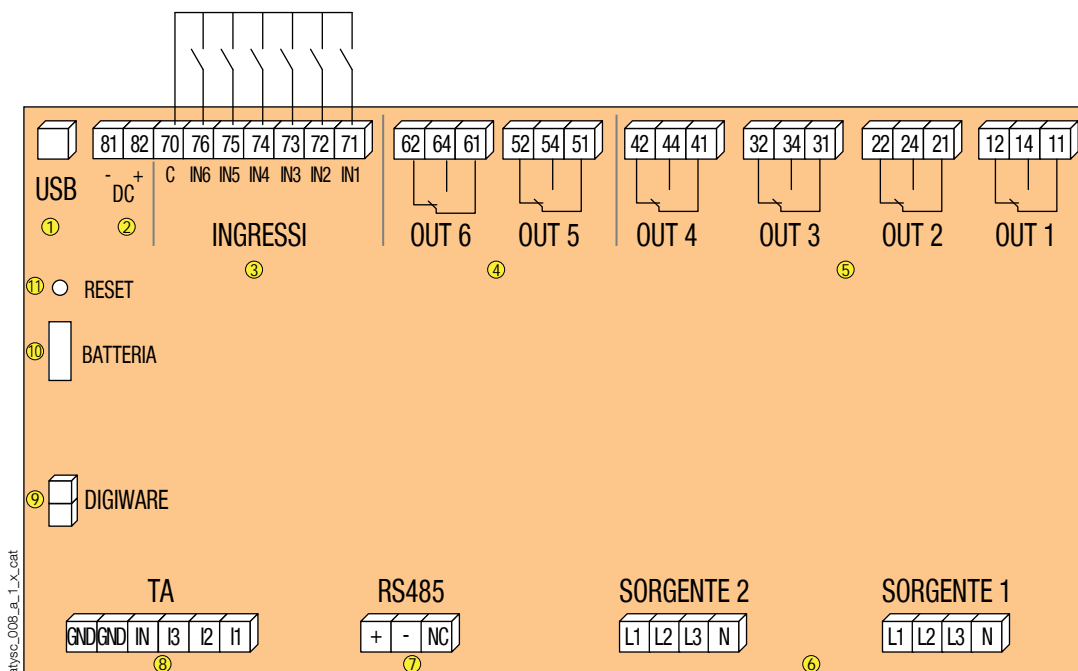 81 82 70 76 75 74 73 72 71
62 64 61
52 54 51
42 44 41
32 34 31
22 24 21
12 14 11
USB
- DC +
C IN6 IN5 IN4 IN3 IN2 IN1
INGRESSI
OUT 6
OUT 5
OUT 4
OUT 3
OUT 2
OUT 1
1
2
3
4
5
11 RESET
10 BATTERIA
9 DIGIWARE
TA
RS485
SORGENTE 2
SORGENTE 1
GND GND IN I3 I2 I1
+ - NC
L1 L2 L3 N
L1 L2 L3 N
8
7
6
atysc_008_a_1_x_cat